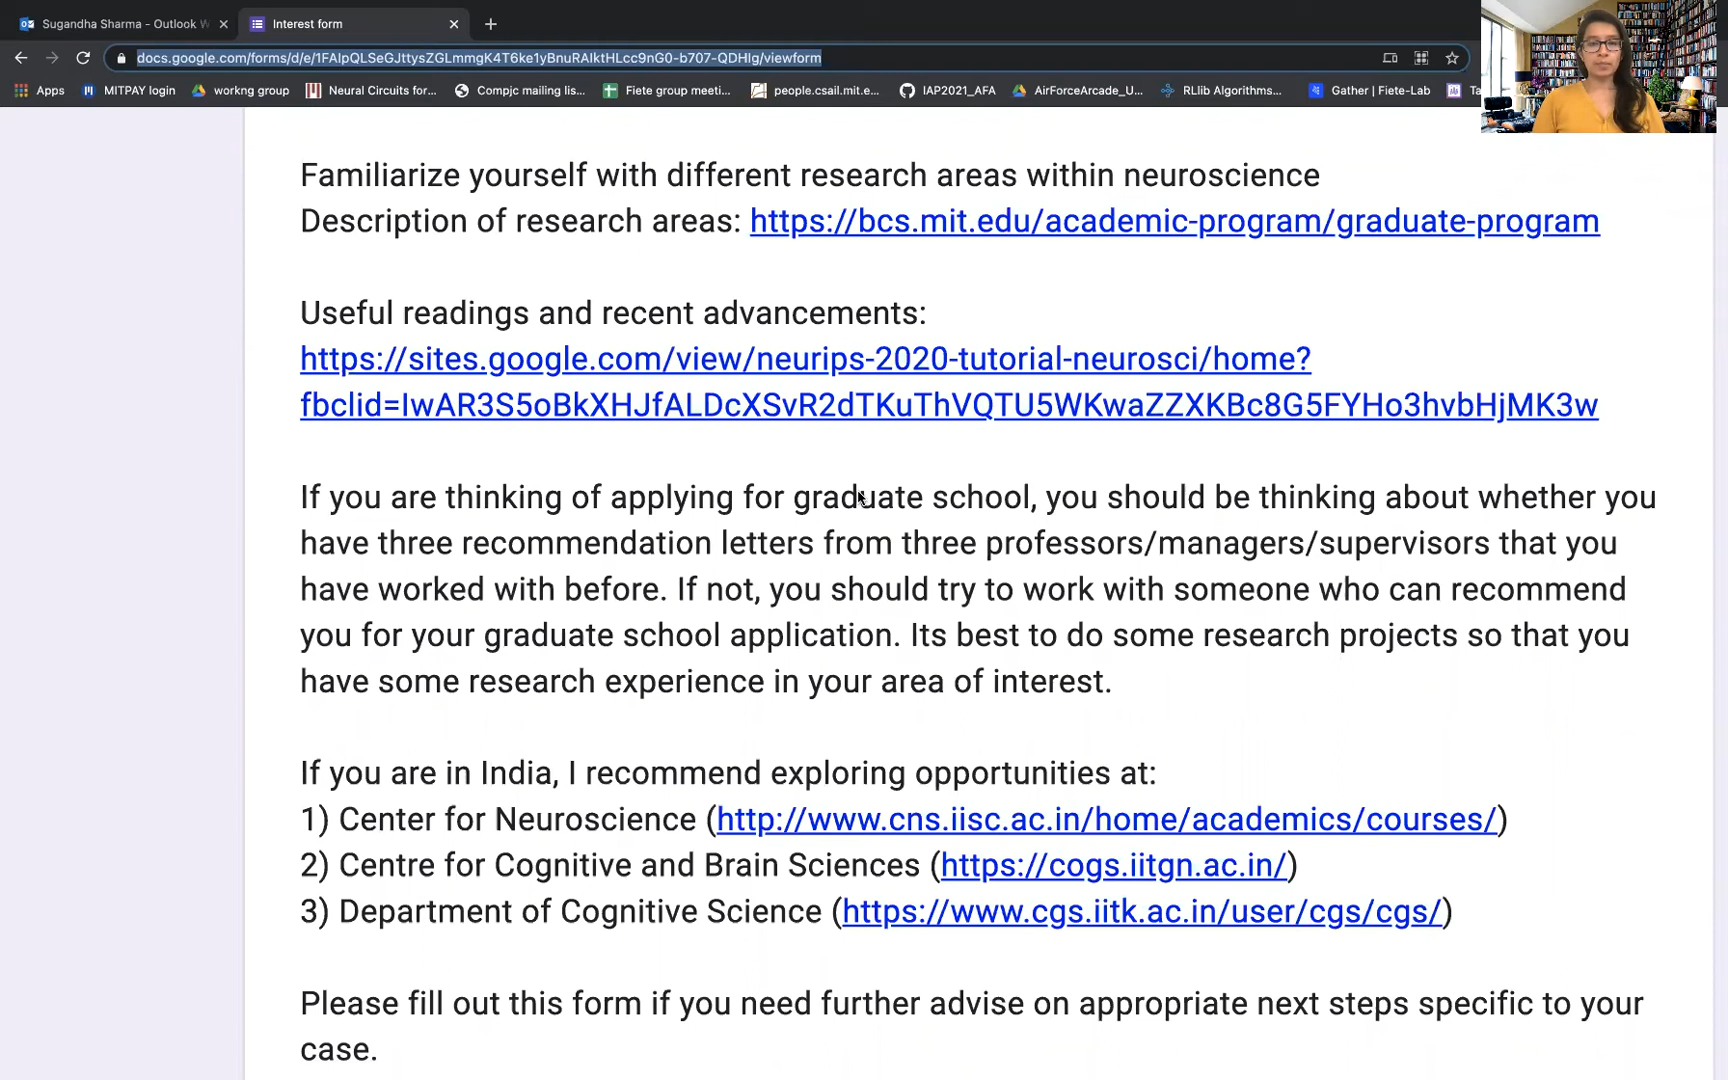 Sugandha Sharma - Outlook W
Interest form
docs.google.com/forms/d/e/1FAIpQLSeGJttysZGLmmgK4T6ke1yBnuRAIktHLcc9nG0-b707-QDHIg/viewform
Apps MITPAY login workng group Neural Circuits for... Compjc mailing lis... Fiete group meeti... people.csail.mit.e... IAP2021_AFA AirForceArcade_U... RLlib Algorithms... Gather | Fiete-Lab
Familiarize yourself with different research areas within neuroscience
Description of research areas: https://bcs.mit.edu/academic-program/graduate-program
Useful readings and recent advancements:
https://sites.google.com/view/neurips-2020-tutorial-neurosci/home?
fbclid=IwAR3S5oBkXHJfALDcXSvR2dTKuThVQTU5WKwaZZXKBc8G5FYHo3hvbHjMK3w
If you are thinking of applying for graduate school, you should be thinking about whether you
have three recommendation letters from three professors/managers/supervisors that you
have worked with before. If not, you should try to work with someone who can recommend
you for your graduate school application. Its best to do some research projects so that you
have some research experience in your area of interest.
If you are in India, I recommend exploring opportunities at:
1) Center for Neuroscience (http://www.cns.iisc.ac.in/home/academics/courses/)
2) Centre for Cognitive and Brain Sciences (https://cogs.iitgn.ac.in/)
3) Department of Cognitive Science (https://www.cgs.iitk.ac.in/user/cgs/cgs/)
Please fill out this form if you need further advise on appropriate next steps specific to your
case.